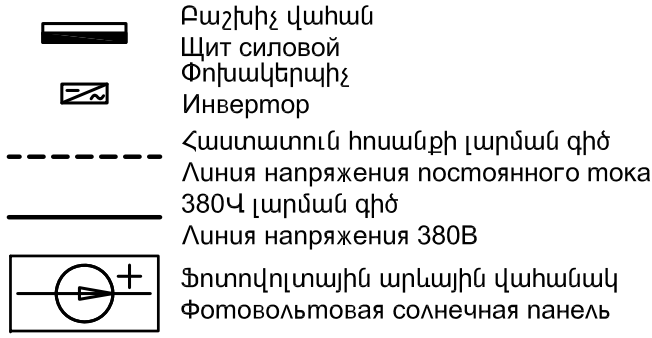 Բաշխիչ վահան
Щит силовой
Փոխակերպիչ
Инвертор
Հաստատուն հոսանքի լարման գիծ
Линия напряжения постоянного тока
380Վ լարման գիծ
Линия напряжения 380В
Ֆոտովոլտային արևային վահանակ
Фотовольтовая солнечная панель